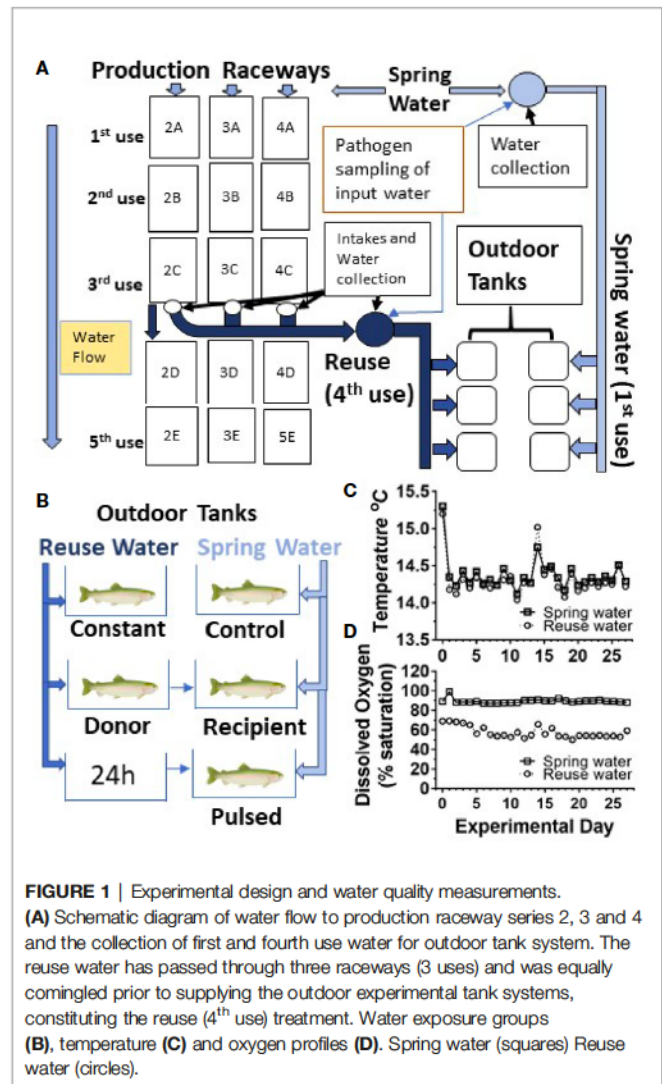 A
Production Raceways
Spring
Water
1st use
2A 3A 4A
2nd use
2B 3B 4B
3rd use
2C 3C 4C
Water
Flow
2D 3D 4D
5th use
2E 3E 5E
Pathogen
sampling of
input water
Water
collection
Intakes and
Water
collection
Outdoor
Tanks
Reuse
(4th use)
Spring water (1st use)
B
Outdoor Tanks
Reuse Water Spring Water
Constant Control
Donor Recipient
24h
Pulsed
C
Temperature °C
15.5
15.0
14.5
14.0
13.5
Spring water
Reuse water
0 5 10 15 20 25
D
Dissolved Oxygen
(% saturation)
120
100
80
60
40
20
0
Spring water
Reuse water
0 5 10 15 20 25
Experimental Day
FIGURE 1 | Experimental design and water quality measurements.
(A) Schematic diagram of water flow to production raceway series 2, 3 and 4
and the collection of first and fourth use water for outdoor tank system. The
reuse water has passed through three raceways (3 uses) and was equally
comingled prior to supplying the outdoor experimental tank systems,
constituting the reuse (4th use) treatment. Water exposure groups
(B), temperature (C) and oxygen profiles (D). Spring water (squares) Reuse
water (circles).